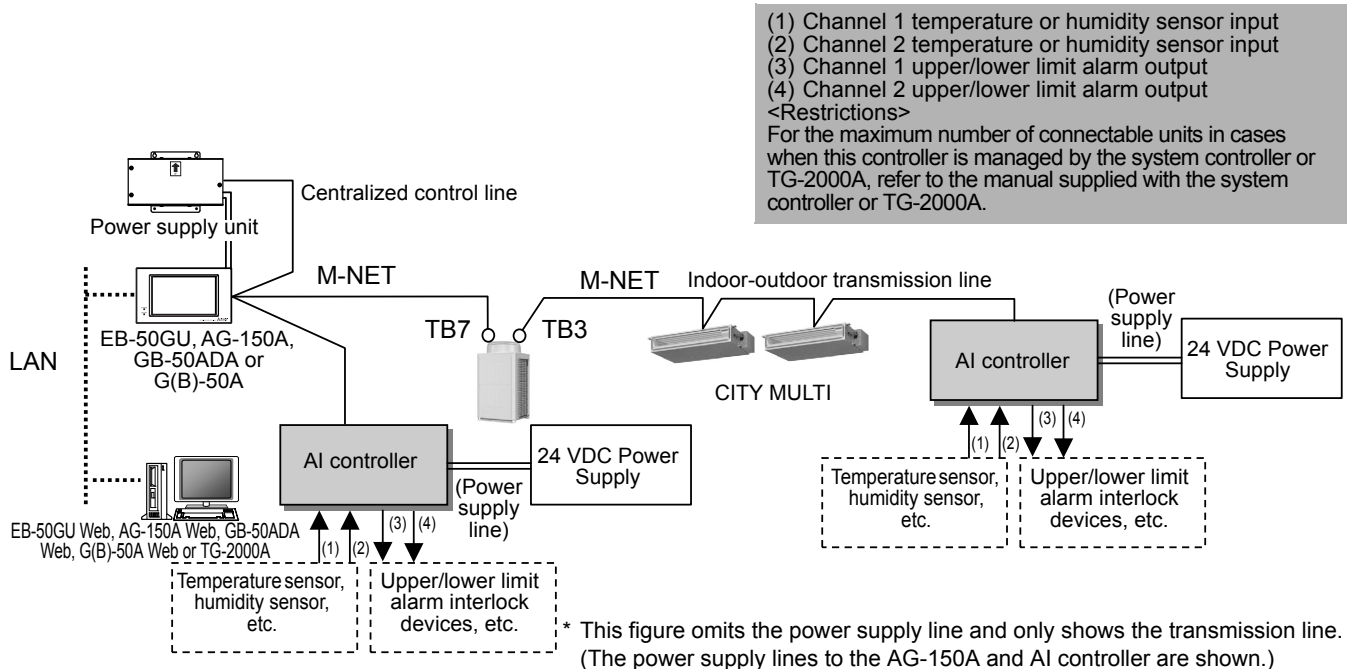 (1) Channel 1 temperature or humidity sensor input
(2) Channel 2 temperature or humidity sensor input
(3) Channel 1 upper/lower limit alarm output
(4) Channel 2 upper/lower limit alarm output
<Restrictions>
For the maximum number of connectable units in cases
when this controller is managed by the system controller or
TG-2000A, refer to the manual supplied with the system
controller or TG-2000A.
Centralized control line
Power supply unit
M-NET
M-NET
Indoor-outdoor transmission line
(Power
supply
line)
TB7
TB3
EB-50GU, AG-150A,
GB-50ADA or
G(B)-50A
LAN
AI controller
24 VDC Power
Supply
CITY MULTI
(1)
(2)
(3)
(4)
Temperature sensor,
humidity sensor,
etc.
Upper/lower limit
alarm interlock
devices, etc.
AI controller
24 VDC Power
Supply
(Power
supply
line)
EB-50GU Web, AG-150A Web, GB-50ADA
Web, G(B)-50A Web or TG-2000A
(1)
(2)
(3)
(4)
Temperature sensor,
humidity sensor,
etc.
Upper/lower limit
alarm interlock
devices, etc.
* This figure omits the power supply line and only shows the transmission line.
(The power supply lines to the AG-150A and AI controller are shown.)